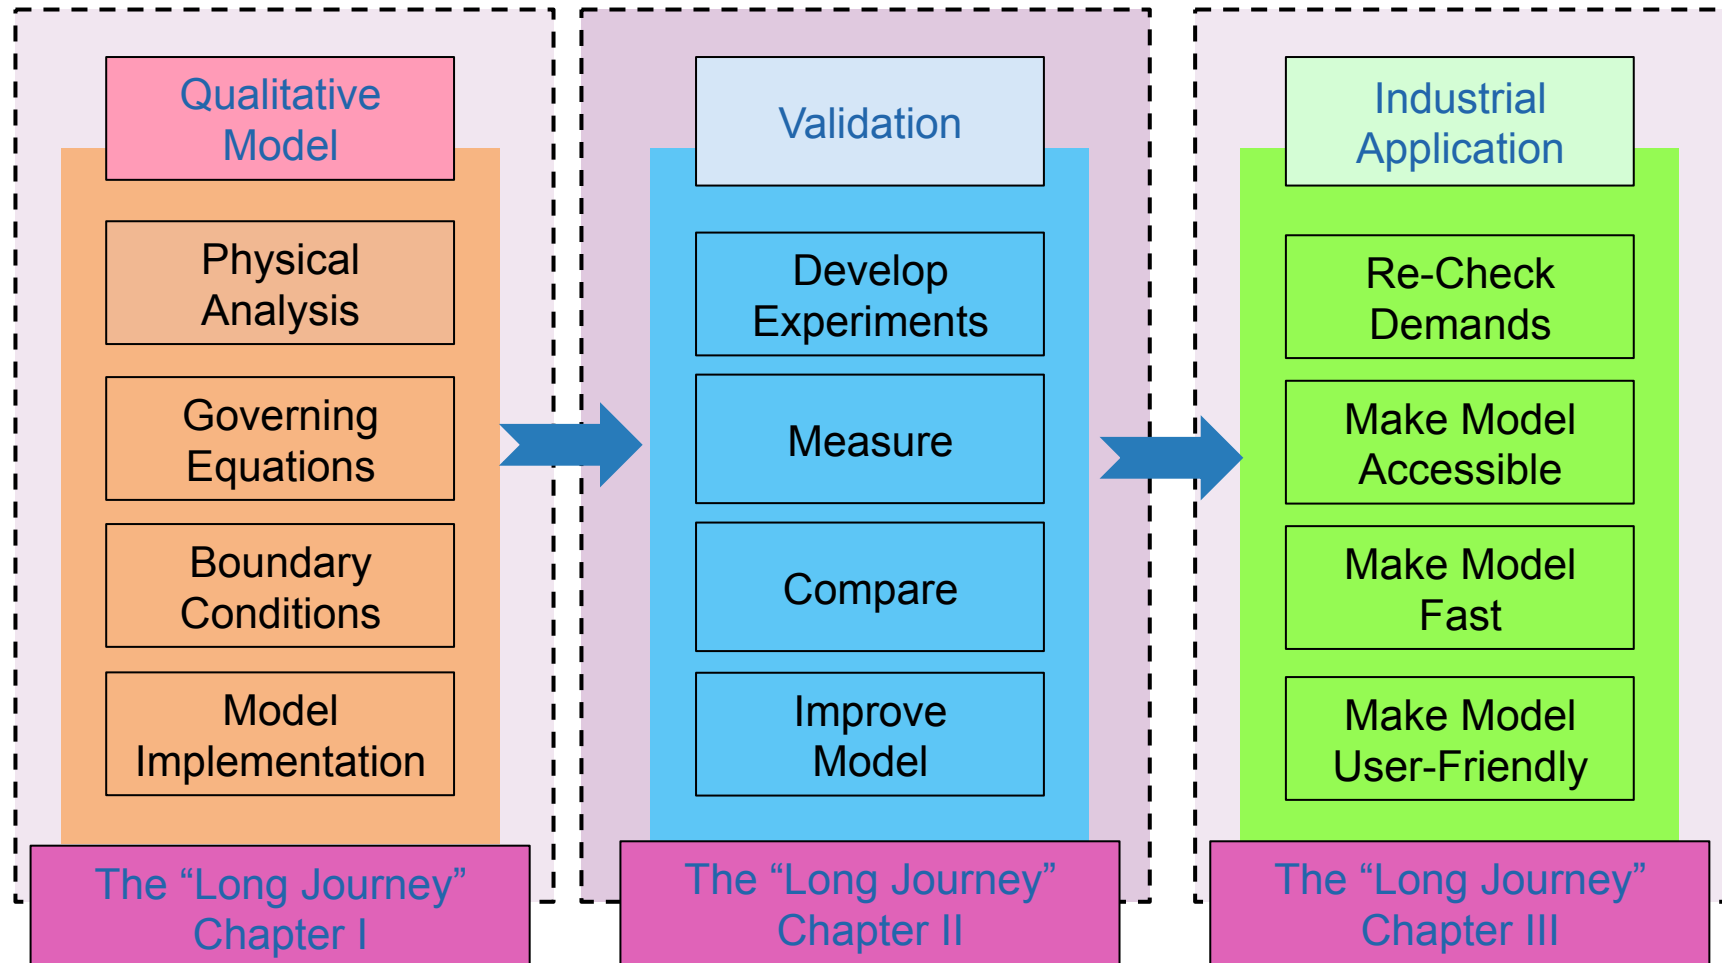 Qualitative
Model
Physical
Analysis
Governing
Equations
Boundary
Conditions
Model
Implementation
The “Long Journey”
Chapter I
Validation
Develop
Experiments
Measure
Compare
Improve
Model
The “Long Journey”
Chapter II
Industrial
Application
Re-Check
Demands
Make Model
Accessible
Make Model
Fast
Make Model
User-Friendly
The “Long Journey”
Chapter III